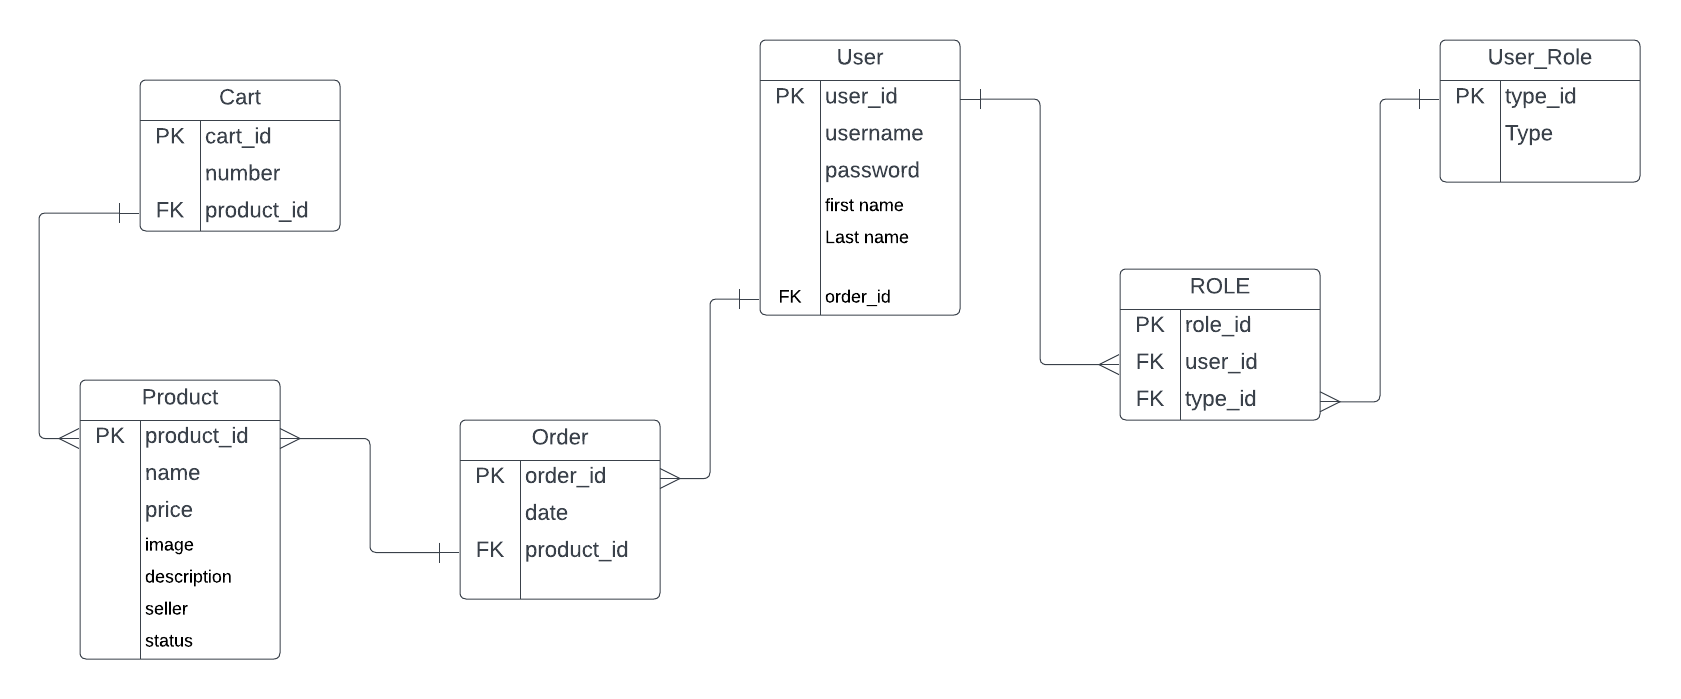 Cart
PK cart_id
number
FK product_id
Product
PK product_id
name
price
image
description
seller
status
Order
PK order_id
date
FK product_id
User
PK user_id
username
password
first name
Last name
FK order_id
ROLE
PK role_id
FK user_id
FK type_id
User_Role
PK type_id
Type